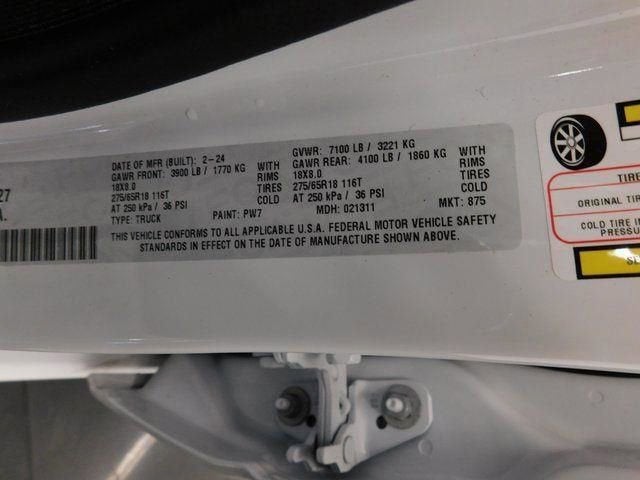 DATE OF MFR (BUILT): 2-24 GVWR: 7100 LB / 3221 KG
GAWR FRONT: 3900 LB / 1770 KG WITH GAWR REAR: 4100 LB / 1860 KG WITH
18X8.0 RIMS 18X8.0 RIMS
275/65R18 116T TIRES 275/65R18 116T TIRES
AT 250 kPa / 36 PSI COLD AT 250 kPa / 36 PSI COLD
TYPE: TRUCK PAINT: PW7 MDH: 021311 MKT: 875
THIS VEHICLE CONFORMS TO ALL APPLICABLE U.S.A. FEDERAL MOTOR VEHICLE SAFETY
STANDARDS IN EFFECT ON THE DATE OF MANUFACTURE SHOWN ABOVE.
27
A.
TIRE
ORIGINAL TIR
COLD TIRE IN
PRESSU
SE